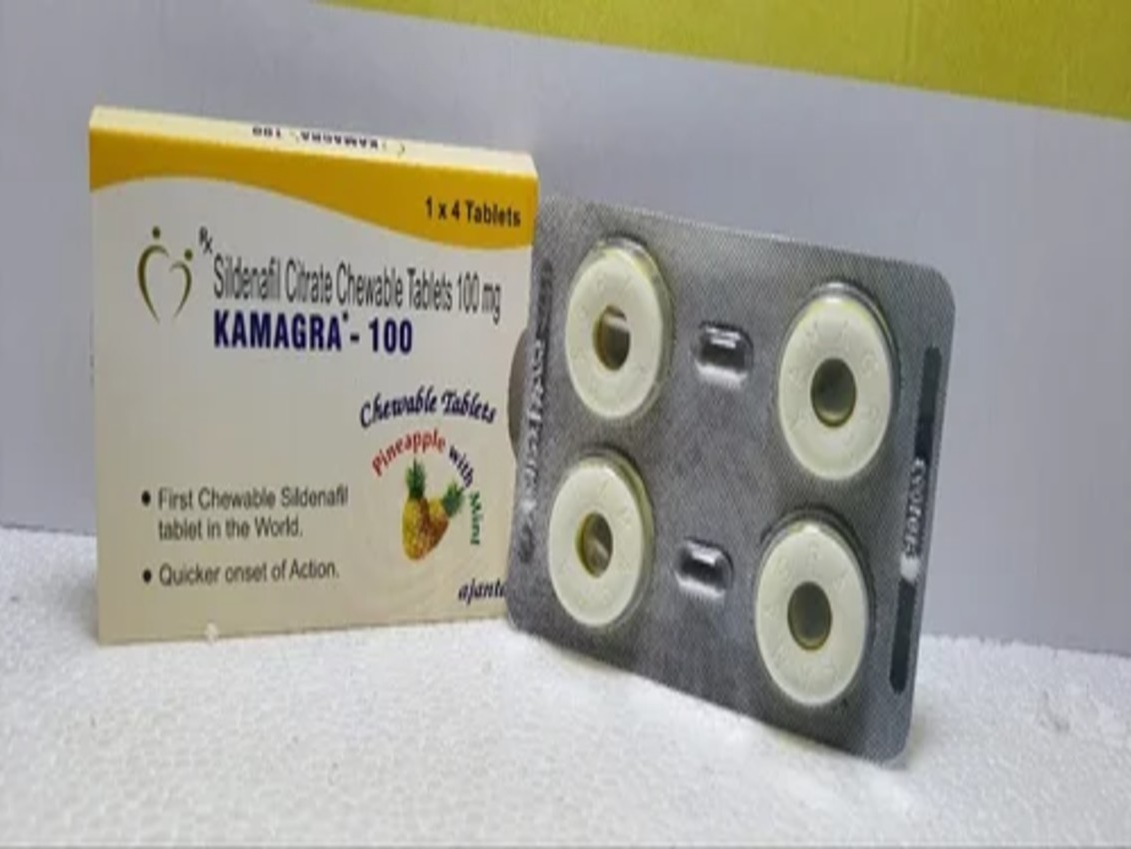 KAMAGRA - 100
1 x 4 Tablets
Rx
Sildenafil Citrate Chewable Tablets 100 mg
KAMAGRA - 100
Chewable Tablets
Pineapple with Mint
• First Chewable Sildenafil
tablet in the World.
• Quicker onset of Action.
ajanta